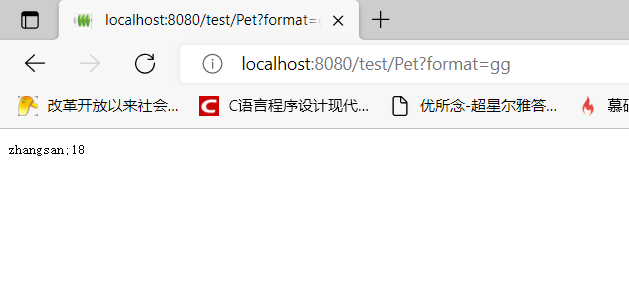 localhost:8080/test/Pet?format=g
localhost:8080/test/Pet?format=gg
改革开放以来社会... C语言程序设计现代... 优所念-超星尔雅答... 慕
zhangsan;18